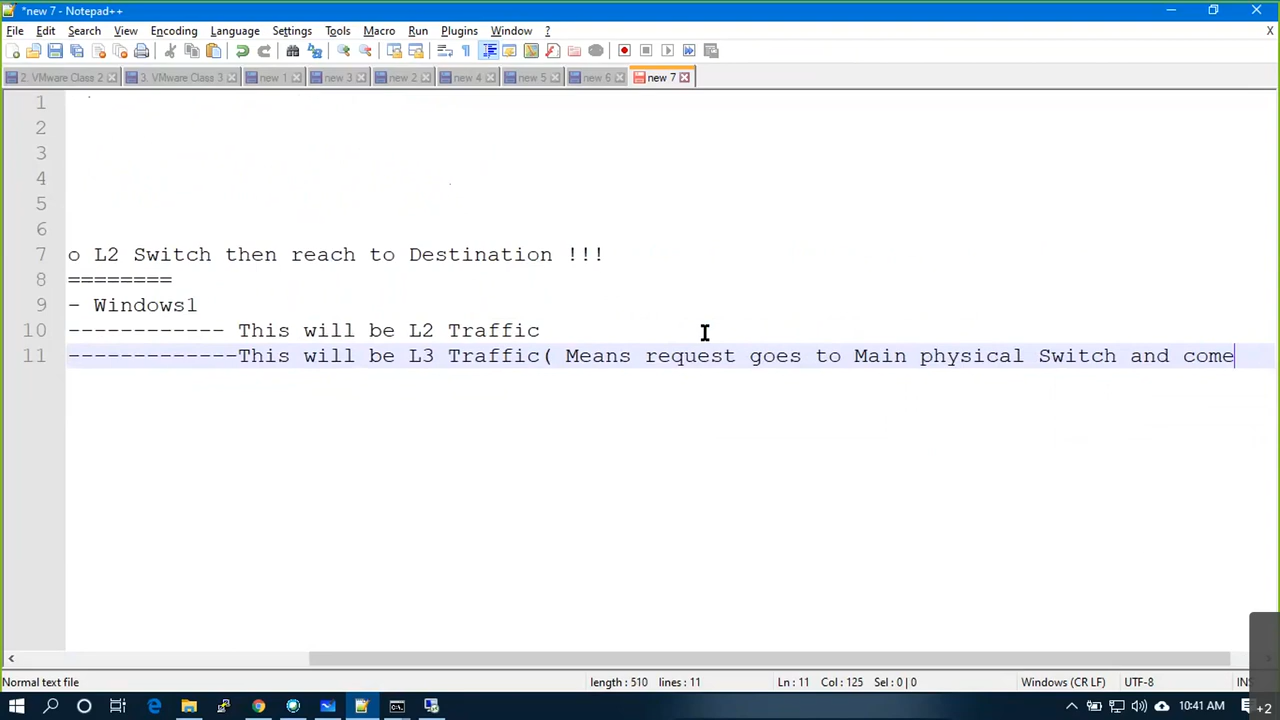 *new 7 - Notepad++
File Edit Search View Encoding Language Settings Tools Macro Run Plugins Window ? X
2. VMware Class 2 3. VMware Class 3 new 1 new 3 new 2 new 4 new 5 new 6 new 7
1
2
3
4
5
6
7 o L2 Switch then reach to Destination !!!
8 ========
9 - Windows1
10 ------------ This will be L2 Traffic
11 -------------This will be L3 Traffic( Means request goes to Main physical Switch and come
Normal text file length : 510 lines : 11 Ln : 11 Col : 125 Sel : 0 | 0 Windows (CR LF) UTF-8 INS
10:41 AM +2